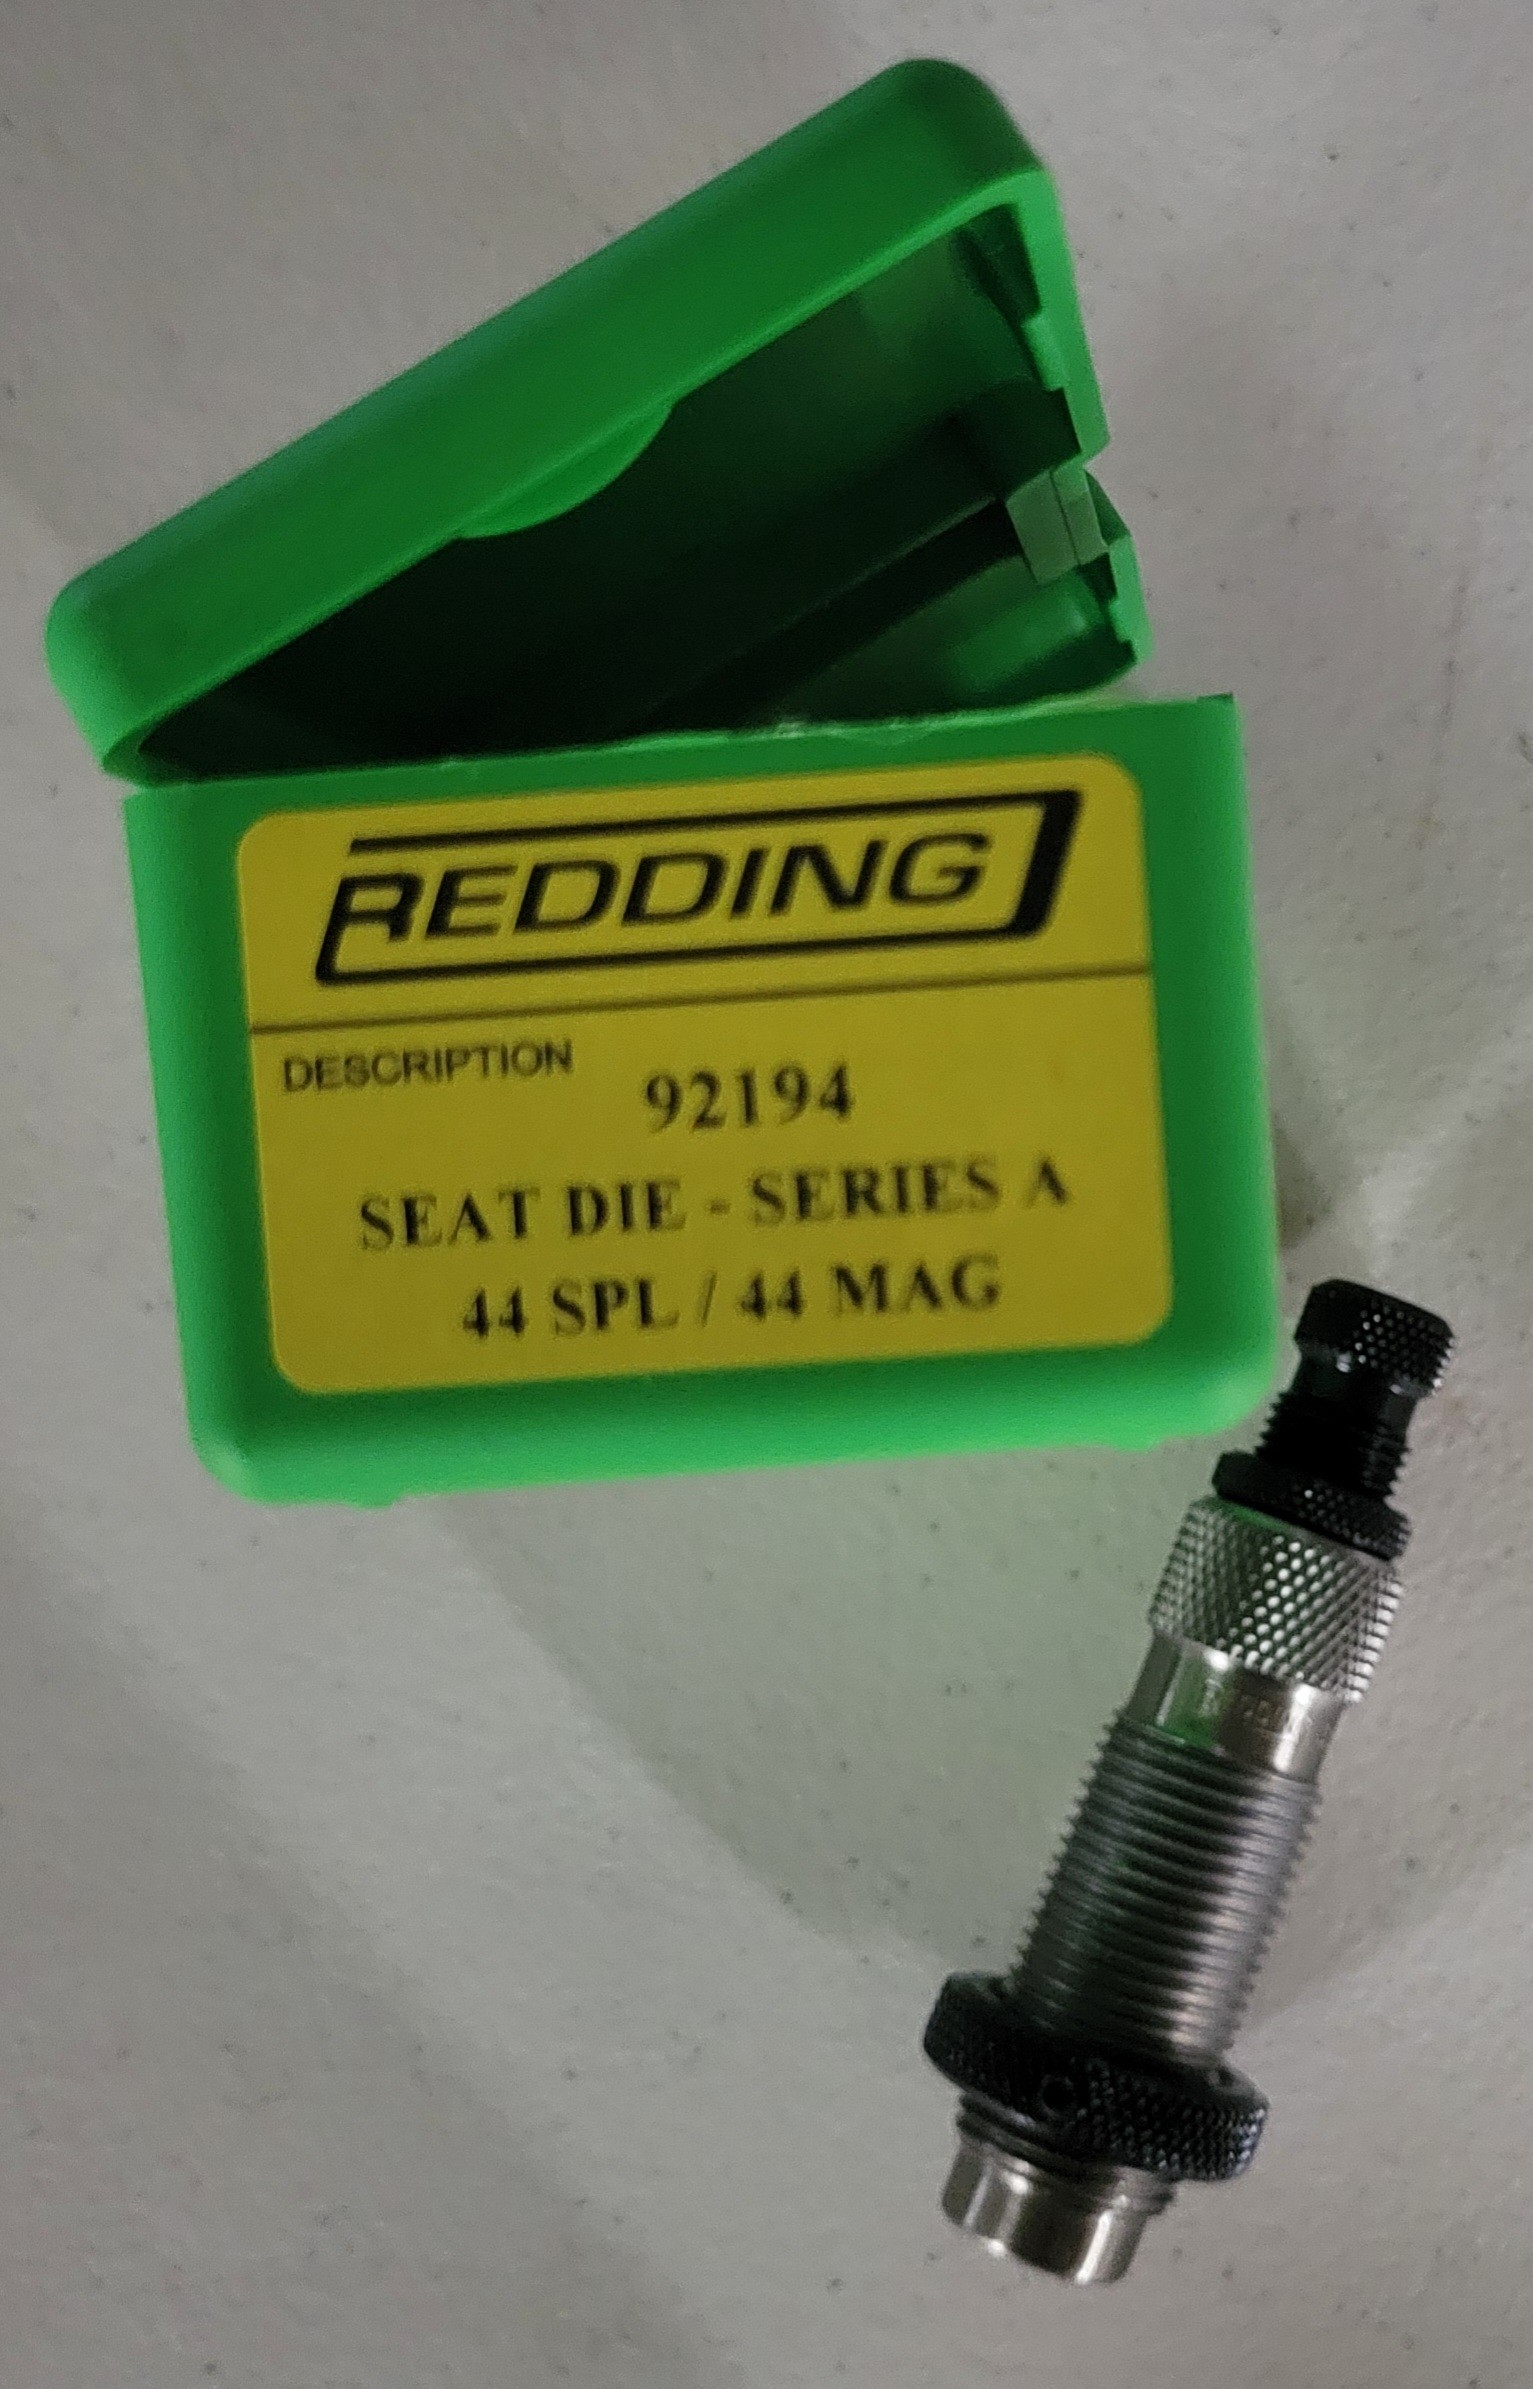 REDDING
DESCRIPTION
92194
SEAT DIE - SERIES A
44 SPL / 44 MAG